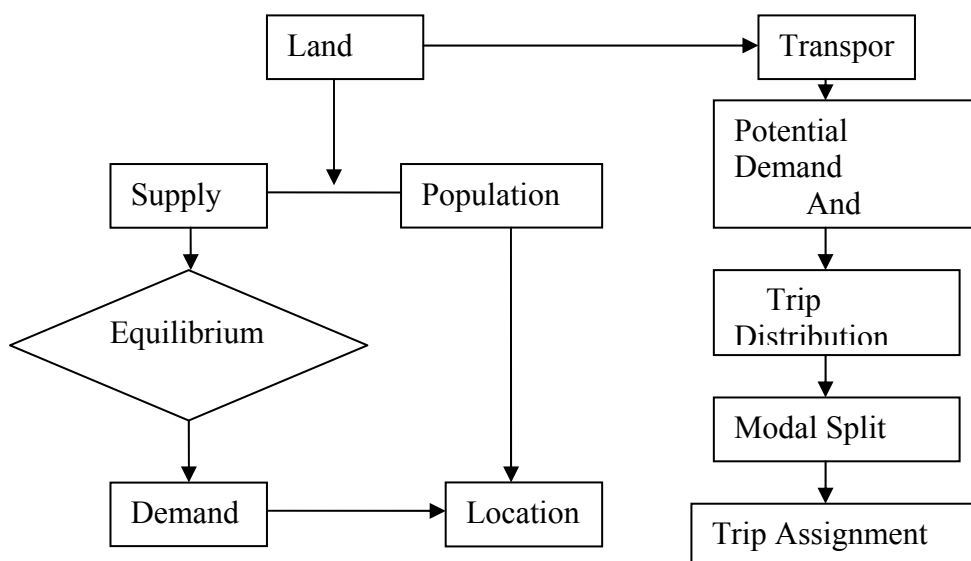 Land
Transpor
Potential
Demand
And
Supply
Population
Trip
Distribution
Equilibrium
Modal Split
Demand
Location
Trip Assignment